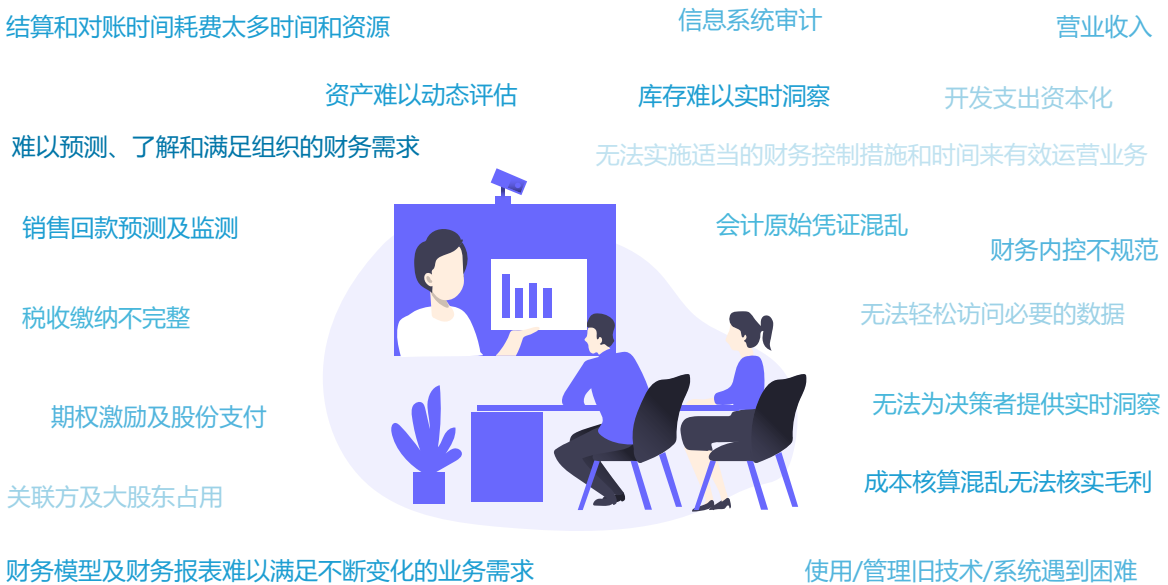 结算和对账时间耗费太多时间和资源
信息系统审计
营业收入
资产难以动态评估
库存难以实时洞察
开发支出资本化
难以预测、了解和满足组织的财务需求
无法实施适当的财务控制措施和时间来有效运营业务
销售回款预测及监测
会计原始凭证混乱
财务内控不规范
税收缴纳不完整
无法轻松访问必要的数据
期权激励及股份支付
无法为决策者提供实时洞察
关联方及大股东占用
成本核算混乱无法核实毛利
财务模型及财务报表难以满足不断变化的业务需求
使用/管理旧技术/系统遇到困难